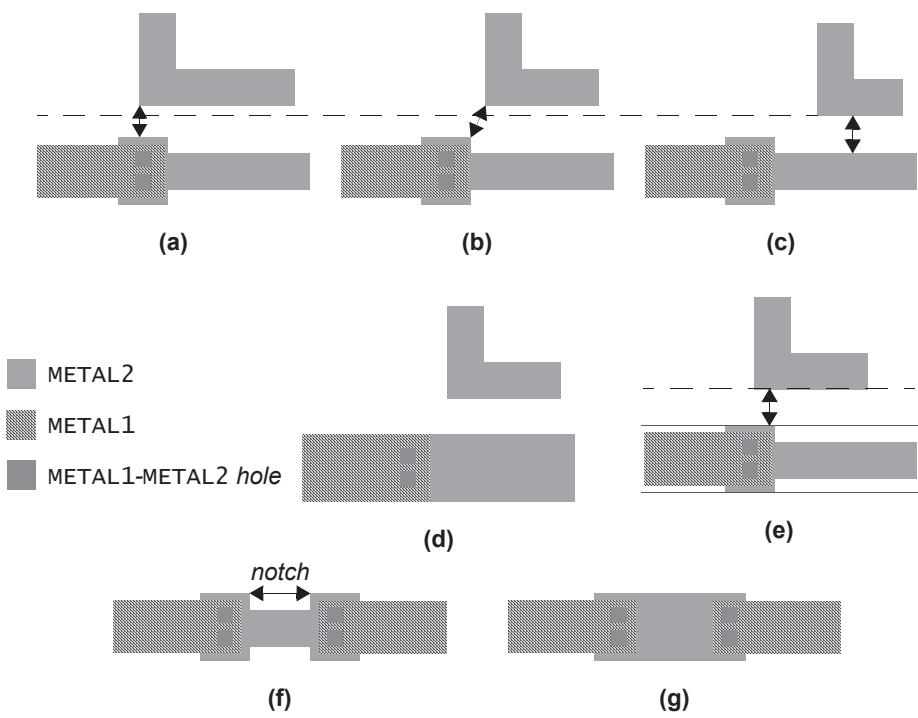 (a)
(b)
(c)
METAL2
METAL1
METAL1-METAL2 hole
(d)
(e)
notch
(f)
(g)